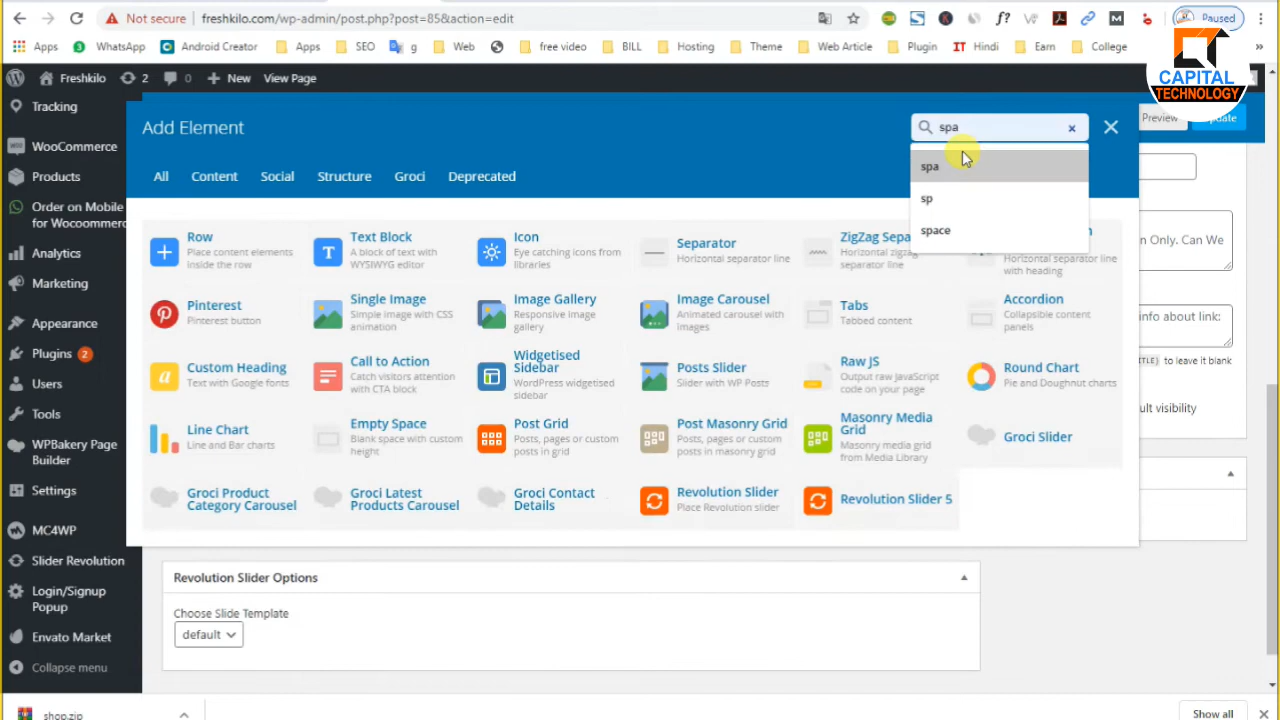 Not secure
freshkilo.com/wp-admin/post.php?post=85&action=edit
Paused
Apps
WhatsApp
Android Creator
Apps
SEO
g
Web
free video
BILL
Hosting
Theme
Web Article
Plugin
IT Hindi
Earn
College
»
CAPITAL
TECHNOLOGY
Freshkilo
2
0
New
View Page
Tracking
WooCommerce
Products
Order on Mobile
for Wocoommerc
Analytics
Marketing
Appearance
Plugins 2
Users
Tools
WPBakery Page
Builder
Settings
MC4WP
Slider Revolution
Login/Signup
Popup
Envato Market
Collapse menu
Add Element
spa
Preview
spa
sp
space
All
Content
Social
Structure
Groci
Deprecated
Row
Place content elements
inside the row
Text Block
A block of text with
WYSIWYG editor
Icon
Eye catching icons from
libraries
Separator
Horizontal separator line
ZigZag Sepa
Horizontal zigzag
separator line
Horizontal separator line
with heading
n Only. Can We
Pinterest
Pinterest button
Single Image
Simple image with CSS
animation
Image Gallery
Responsive image
gallery
Image Carousel
Animated carousel with
images
Tabs
Tabbed content
Accordion
Collapsible content
panels
info about link:
TITLE) to leave it blank
Custom Heading
Text with Google fonts
Call to Action
Catch visitors attention
with CTA block
Widgetised
Sidebar
WordPress widgetised
sidebar
Posts Slider
Slider with WP Posts
Raw JS
Output raw JavaScript
code on your page
Round Chart
Pie and Doughnut charts
ult visibility
Line Chart
Line and Bar charts
Empty Space
Blank space with custom
height
Post Grid
Posts, pages or custom
posts in grid
Post Masonry Grid
Posts, pages or custom
posts in masonry grid
Masonry Media
Grid
Masonry media grid
from Media Library
Groci Slider
Groci Product
Category Carousel
Groci Latest
Products Carousel
Groci Contact
Details
Revolution Slider
Place Revolution slider
Revolution Slider 5
Revolution Slider Options
Choose Slide Template
default
shop.zip
Show all